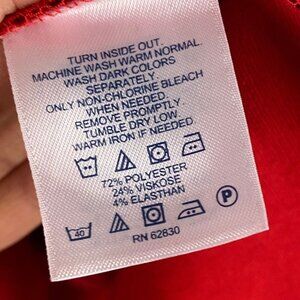 TURN INSIDE OUT.
MACHINE WASH WARM NORMAL.
WASH DARK COLORS
SEPARATELY.
ONLY NON-CHLORINE BLEACH
WHEN NEEDED.
REMOVE PROMPTLY.
TUMBLE DRY LOW.
WARM IRON IF NEEDED.
72% POLYESTER
24% VISKOSE
4% ELASTHAN
40
P
RN 62830